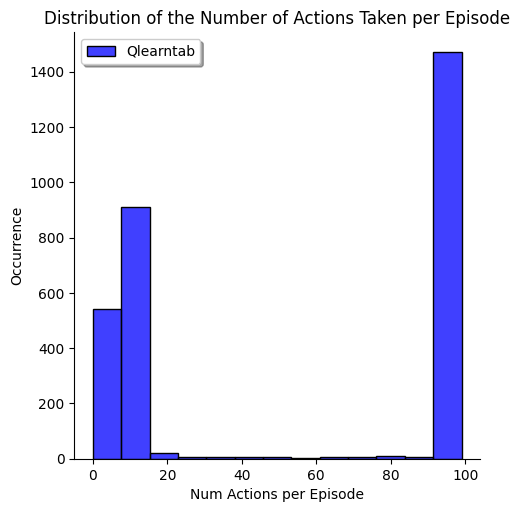 Distribution of the Number of Actions Taken per Episode
Qlearntab
1400
1200
1000
800
600
400
200
0
Occurrence
0 20 40 60 80 100
Num Actions per Episode